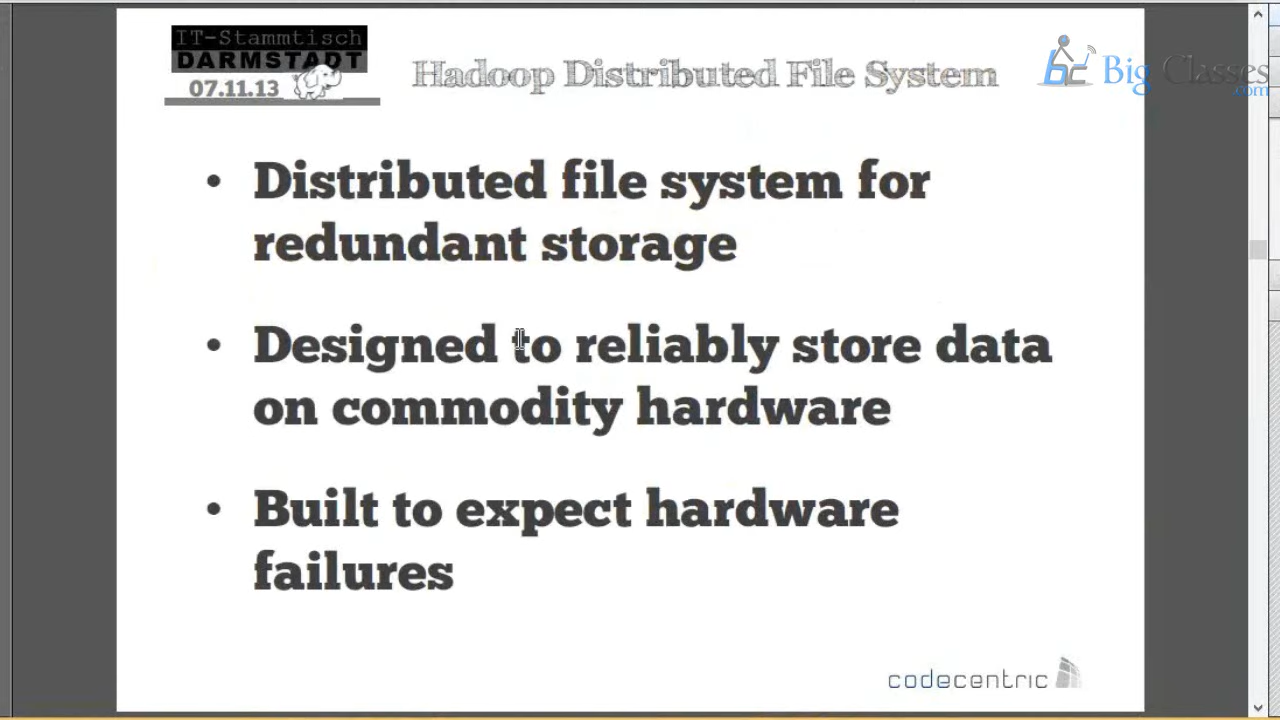 IT-Stammtisch
DARMSTADT
07.11.13
Hadoop Distributed File System
Big Classes
.com
• Distributed file system for
redundant storage
• Designed to reliably store data
on commodity hardware
• Built to expect hardware
failures
codecentric